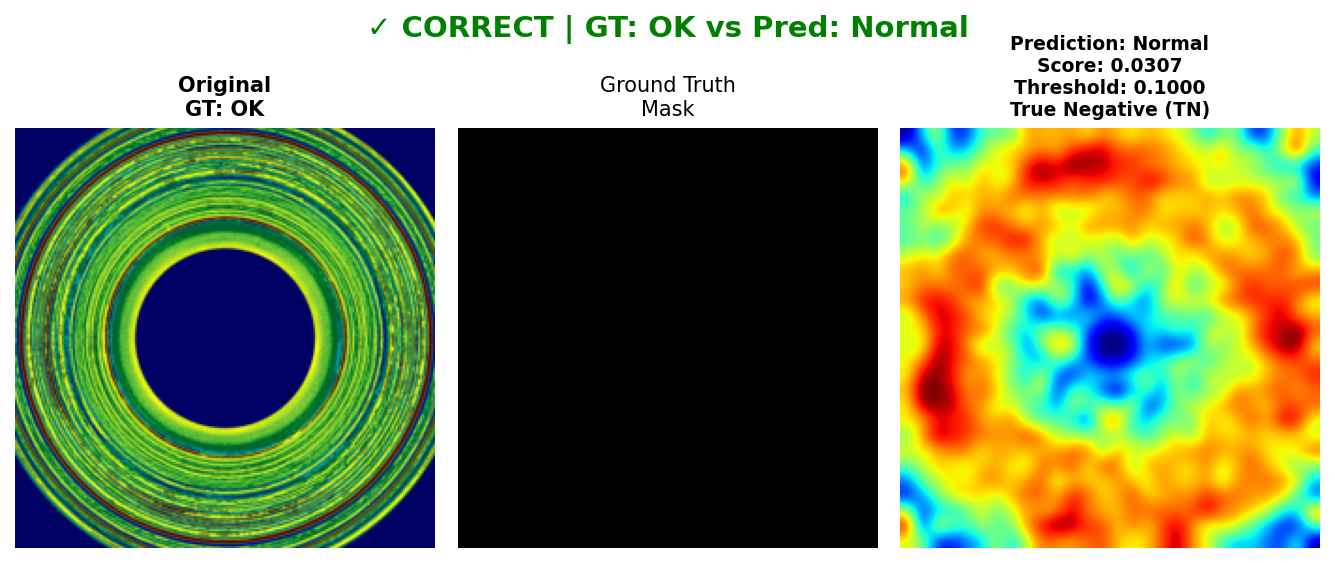 ✓ CORRECT | GT: OK vs Pred: Normal
Original
GT: OK
Ground Truth
Mask
Prediction: Normal
Score: 0.0307
Threshold: 0.1000
True Negative (TN)